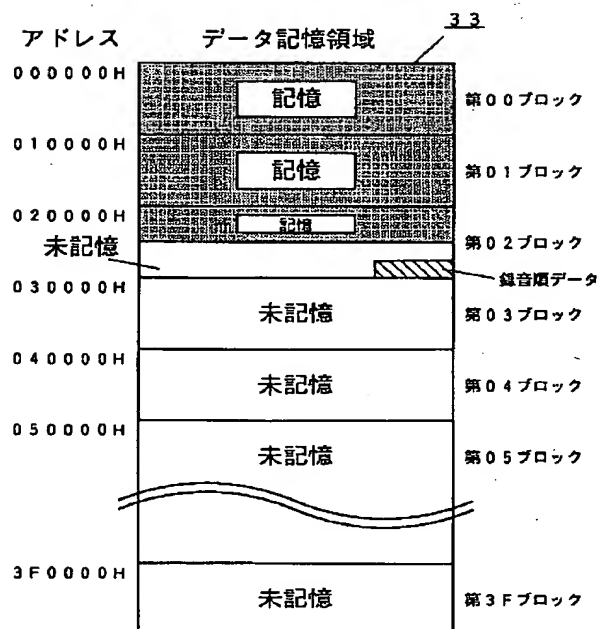 33
アドレス データ記憶領域
000000H
記憶 第00ブロック
010000H
記憶 第01ブロック
020000H
記憶
未記憶 第02ブロック
録音順データ
030000H
未記憶 第03ブロック
040000H
未記憶 第04ブロック
050000H
未記憶 第05ブロック
3F0000H
未記憶 第3Fブロック